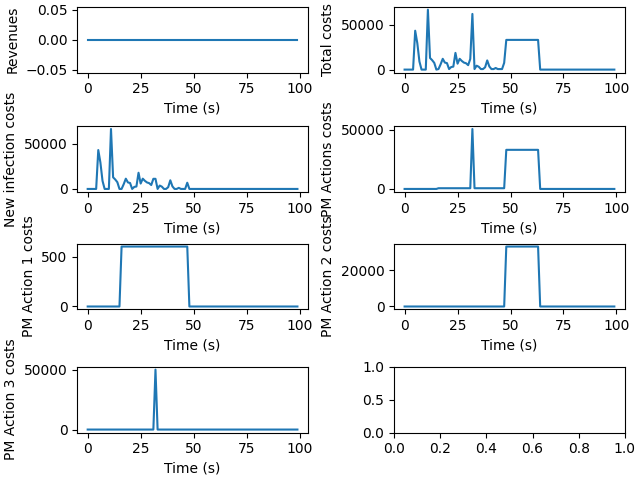 Revenues
0.05
0.00
−0.05
0 25 50 75 100
Time (s)
Total costs
50000
0
0 25 50 75 100
Time (s)
New infection costs
50000
0
0 25 50 75 100
Time (s)
PM Actions costs
50000
0
0 25 50 75 100
Time (s)
PM Action 1 costs
500
0
0 25 50 75 100
Time (s)
PM Action 2 costs
20000
0
0 25 50 75 100
Time (s)
PM Action 3 costs
50000
0
0 25 50 75 100
Time (s)
1.0
0.5
0.0
0.0 0.2 0.4 0.6 0.8 1.0